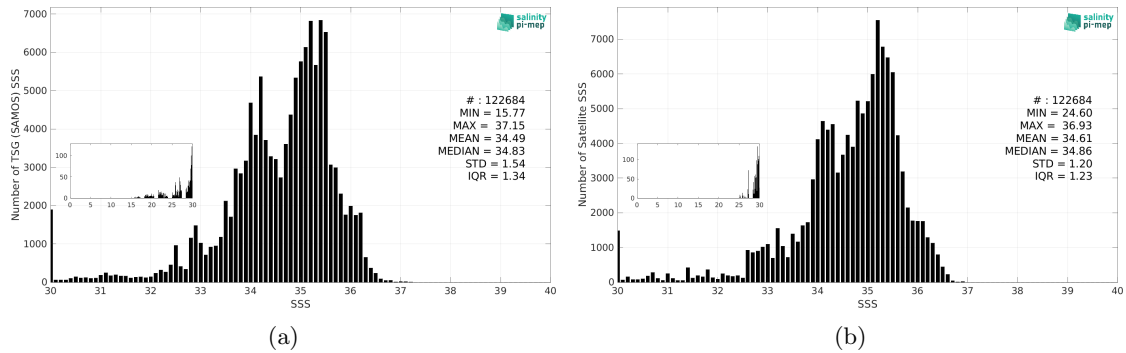 7000
6000
5000
4000
3000
2000
1000
0
Number of TSG (SAMOS) SSS
salinity
pi-mep
# : 122684
MIN = 15.77
MAX = 37.15
MEAN = 34.49
MEDIAN = 34.83
STD = 1.54
IQR = 1.34
100
50
0
0 5 10 15 20 25 30
30 31 32 33 34 35 36 37 38 39 40
SSS
(a)
7000
6000
5000
4000
3000
2000
1000
0
Number of Satellite SSS
salinity
pi-mep
# : 122684
MIN = 24.60
MAX = 36.93
MEAN = 34.61
MEDIAN = 34.86
STD = 1.20
IQR = 1.23
100
50
0
0 5 10 15 20 25 30
30 31 32 33 34 35 36 37 38 39 40
SSS
(b)